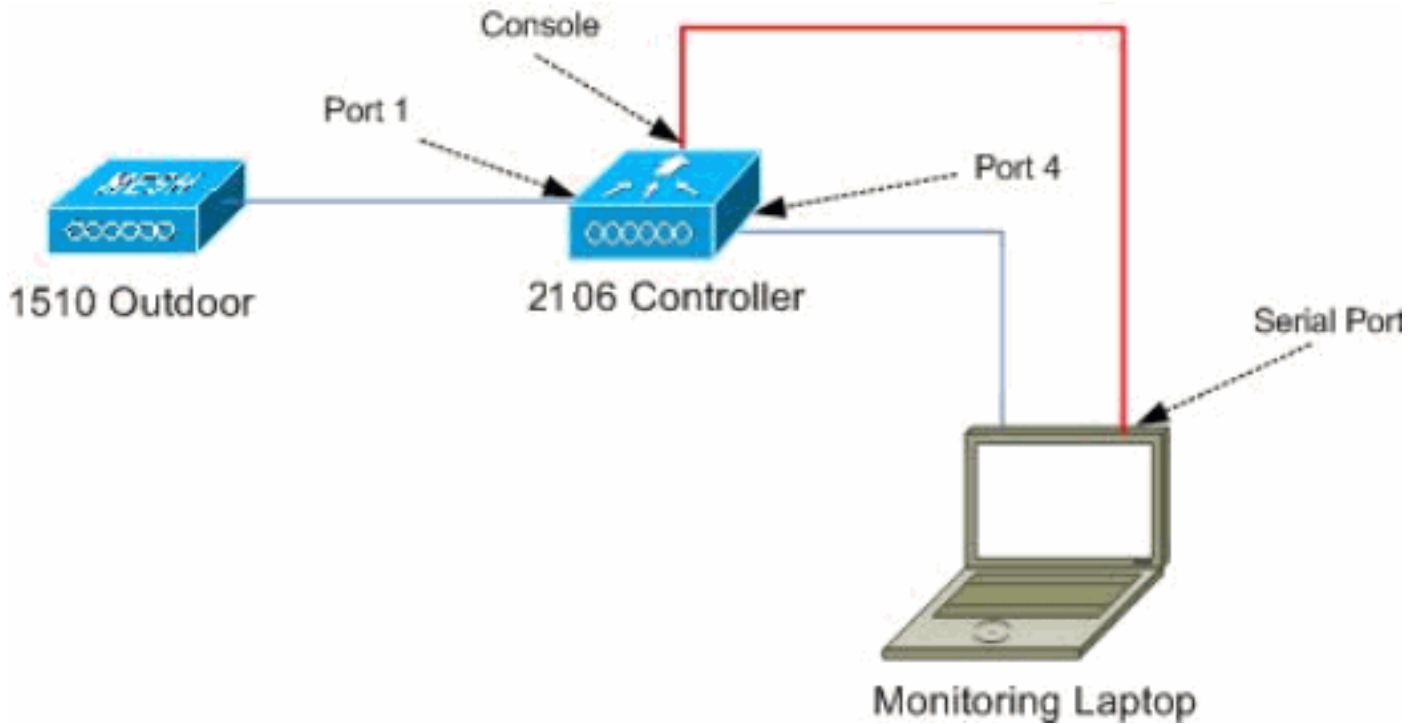 Console
Port 1
Port 4
MESH
1510 Outdoor
2106 Controller
Serial Port
Monitoring Laptop